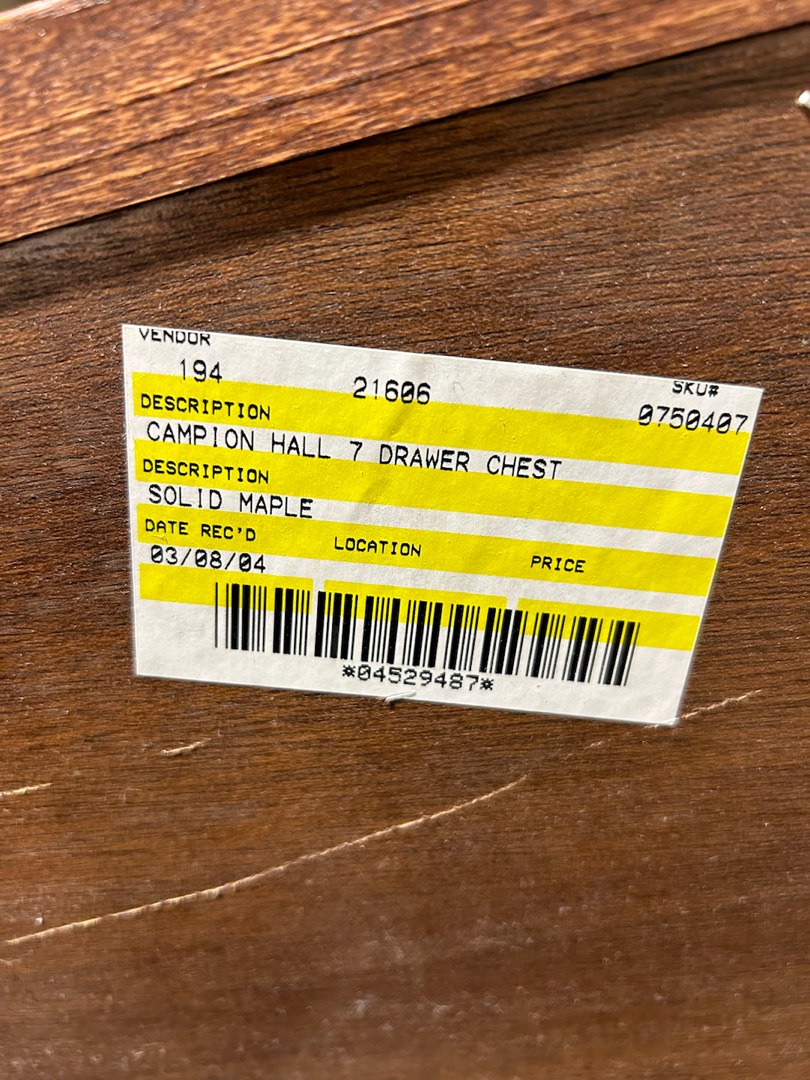 VENDOR SKU#
194 21606 0750407
DESCRIPTION
CAMPION HALL 7 DRAWER CHEST
DESCRIPTION
SOLID MAPLE
DATE REC'D LOCATION PRICE
03/08/04
*04529487*